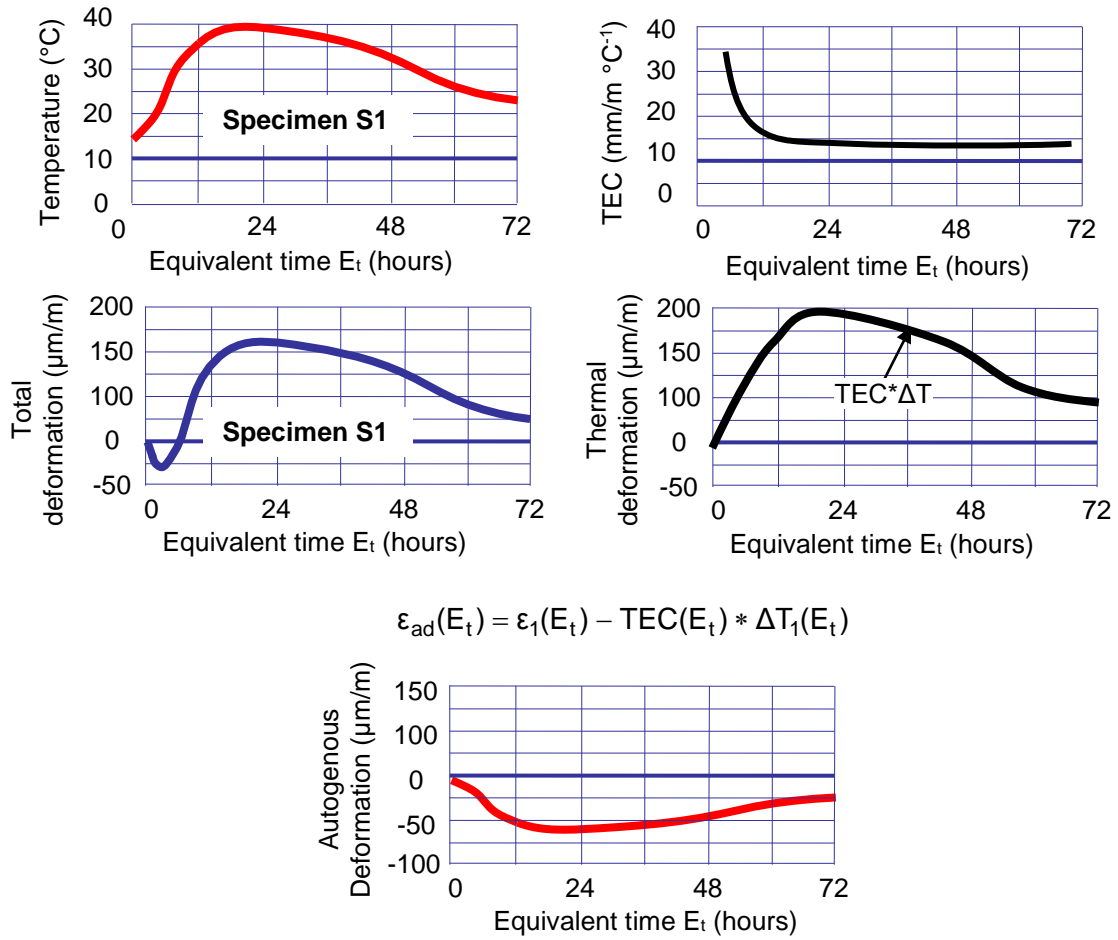 40
30
20
10
0
Temperature (°C)
Specimen S1
0
24
48
72
Equivalent time Eₜ (hours)
40
30
20
10
0
TEC (mm/m °C⁻¹)
0
24
48
72
Equivalent time Eₜ (hours)
200
150
100
0
-50
Total
deformation (μm/m)
Specimen S1
0
24
48
72
Equivalent time Eₜ (hours)
200
150
100
0
-50
Thermal
deformation (μm/m)
TEC*ΔT
0
24
48
72
Equivalent time Eₜ (hours)
ε_ad(Eₜ) = ε₁(Eₜ) − TEC(Eₜ) ∗ ΔT₁(Eₜ)
150
100
0
-50
-100
Autogenous
Deformation (μm/m)
0
24
48
72
Equivalent time Eₜ (hours)